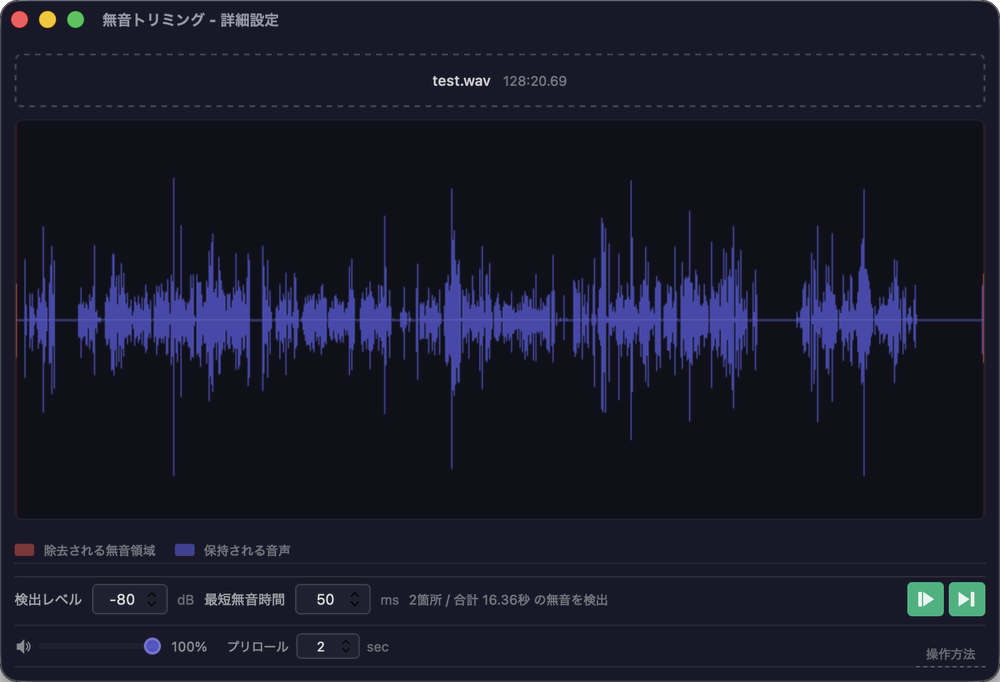 無音トリミング - 詳細設定
test.wav 128:20.69
除去される無音領域 保持される音声
検出レベル -80 dB 最短無音時間 50 ms 2箇所 / 合計 16.36秒 の無音を検出
100% プリロール 2 sec
操作方法